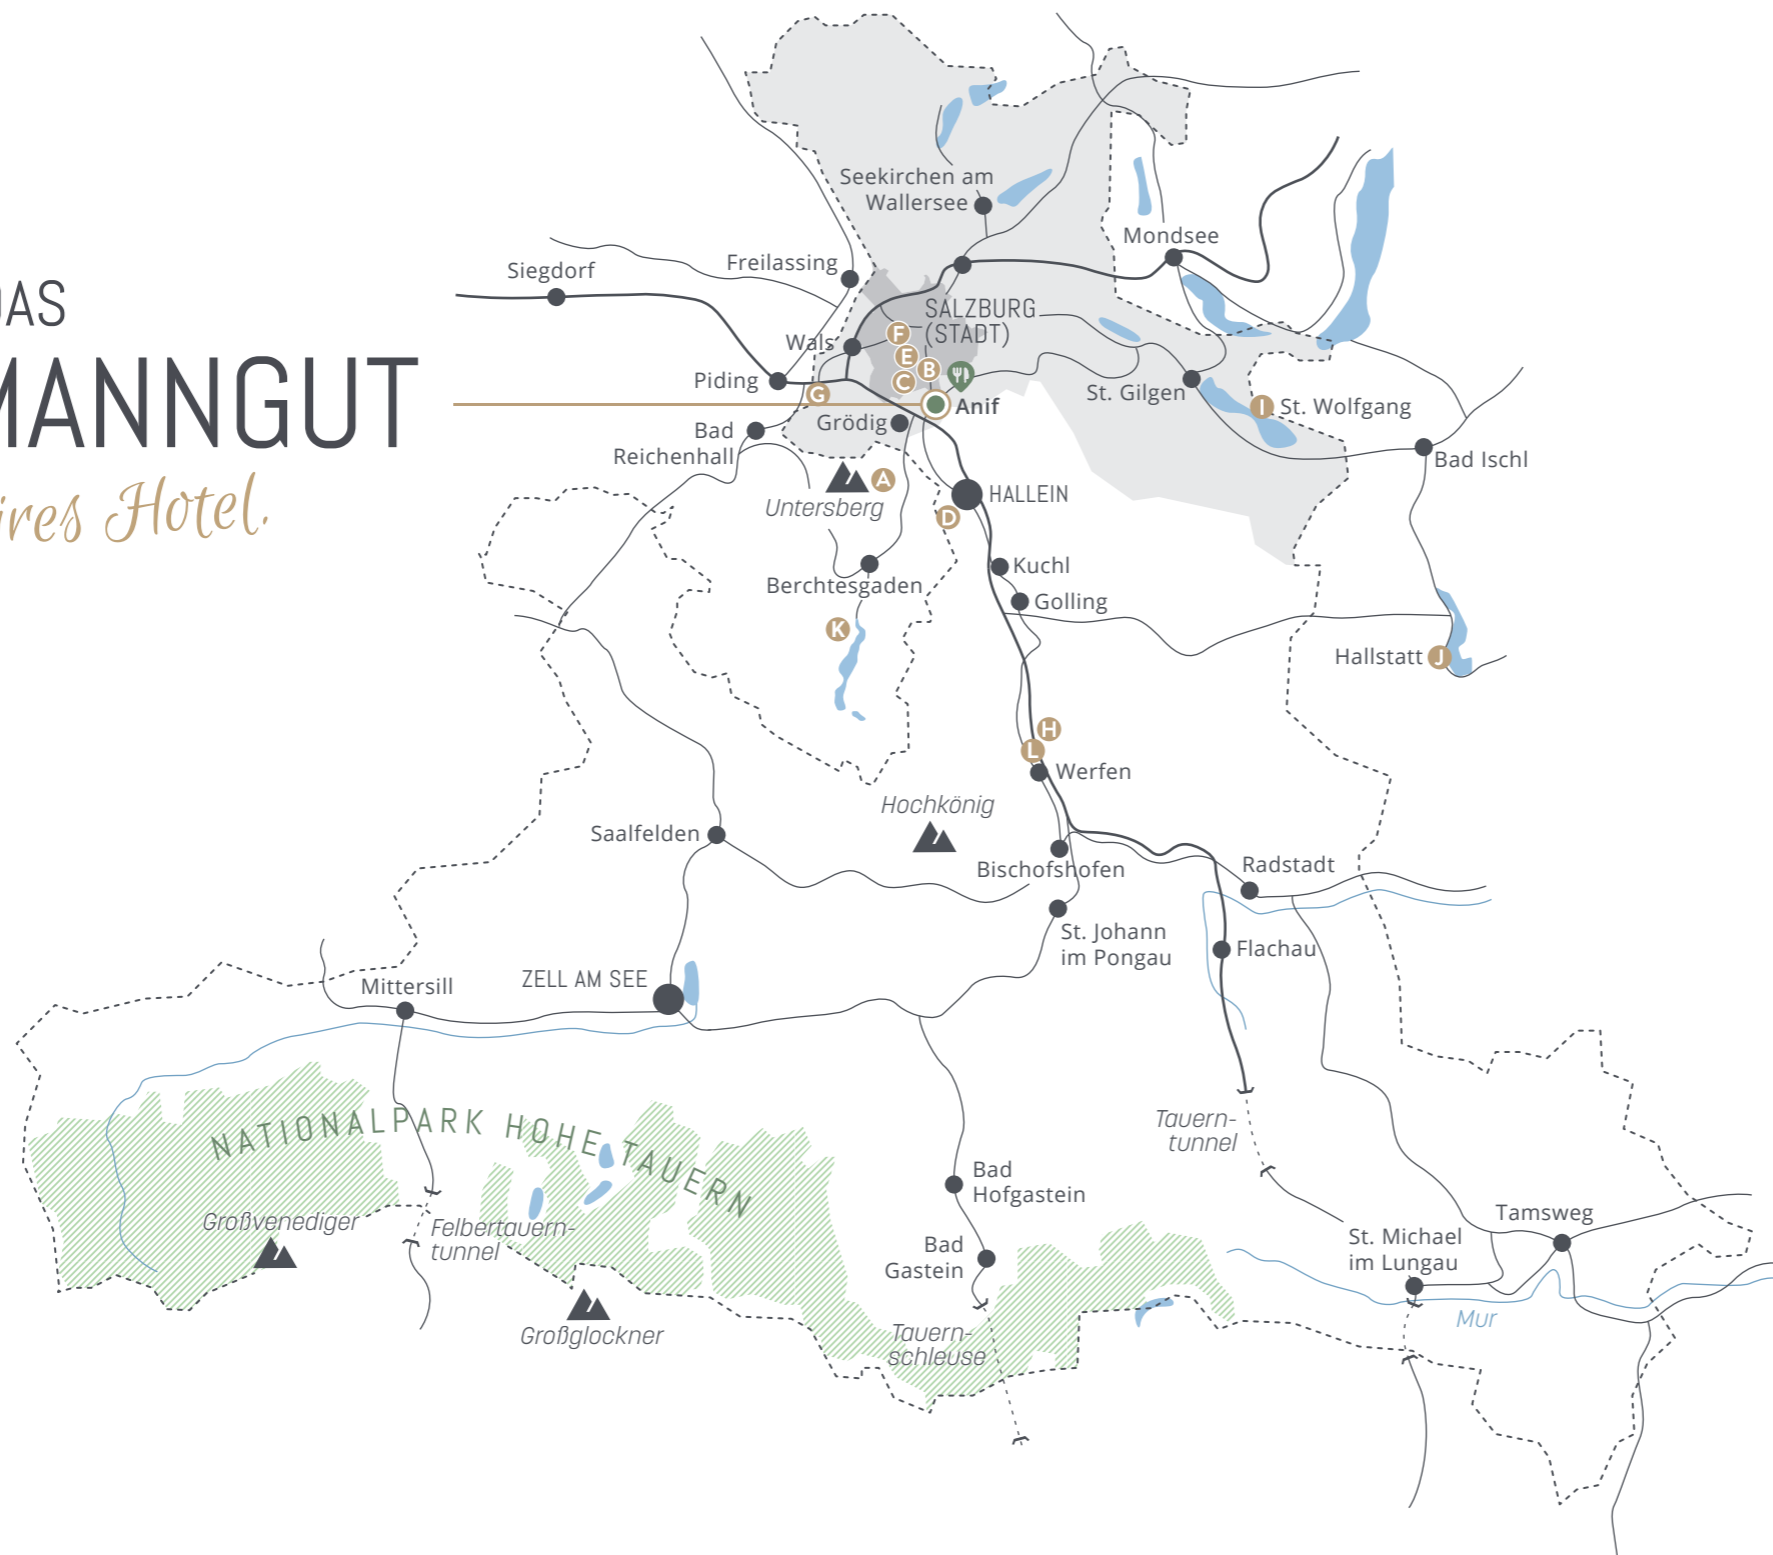 DAS
MANNGUT
ires Hotel.
Seekirchen am
Wallersee
Mondsee
Siegdorf
Freilassing
SALZBURG
(STADT)
Wals
F
E
B
C
Piding
G
Anif
St. Gilgen
I
St. Wolfgang
Grödig
Bad
Reichenhall
Bad Ischl
A
Untersberg
HALLEIN
D
Kuchl
Berchtesgaden
Golling
K
Hallstatt
J
H
L
Werfen
Hochkönig
Saalfelden
Bischofshofen
Radstadt
St. Johann
im Pongau
Flachau
ZELL AM SEE
Mittersill
NATIONALPARK HOHE TAUERN
Tauern-
tunnel
Bad
Hofgastein
Großvenediger
Felbertauern-
tunnel
Tamsweg
St. Michael
im Lungau
Bad
Gastein
Mur
Großglockner
Tauern-
schleuse